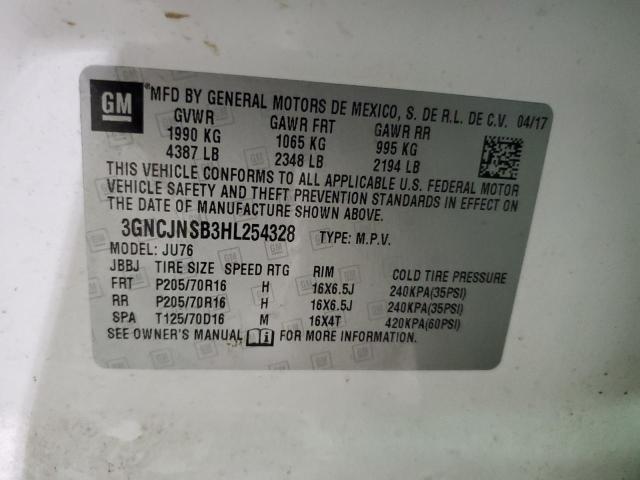 GM
®MFD BY GENERAL MOTORS DE MEXICO, S. DE R.L. DE C.V. 04/17
GVWR GAWR FRT GAWR RR
1990 KG 1065 KG 995 KG
4387 LB 2348 LB 2194 LB
THIS VEHICLE CONFORMS TO ALL APPLICABLE U.S. FEDERAL MOTOR
VEHICLE SAFETY AND THEFT PREVENTION STANDARDS IN EFFECT ON
THE DATE OF MANUFACTURE SHOWN ABOVE.
3GNCJNSB3HL254328 TYPE: M.P.V.
MODEL: JU76
JBBJ TIRE SIZE SPEED RTG RIM COLD TIRE PRESSURE
FRT P205/70R16 H 16X6.5J 240KPA(35PSI)
RR P205/70R16 H 16X6.5J 240KPA(35PSI)
SPA T125/70D16 M 16X4T 420KPA(60PSI)
SEE OWNER'S MANUAL FOR MORE INFORMATION.